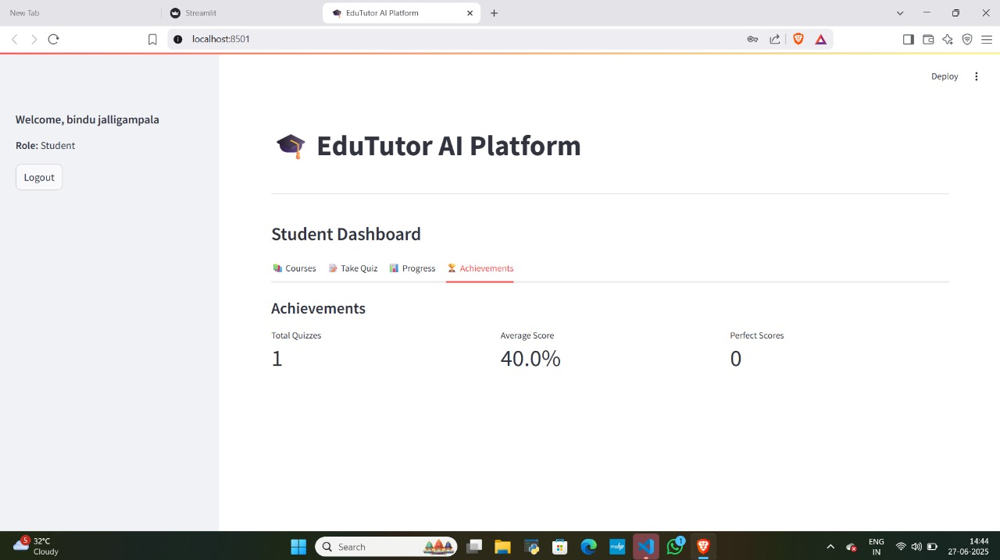 New Tab
Streamlit
EduTutor AI Platform
localhost:8501
Deploy
Welcome, bindu jalligampala
Role: Student
Logout
EduTutor AI Platform
Student Dashboard
Courses Take Quiz Progress Achievements
Achievements
Total Quizzes Average Score Perfect Scores
1 40.0% 0
5
32°C
Cloudy
Search
myhp
1
ENG
IN
14:44
27-06-2025